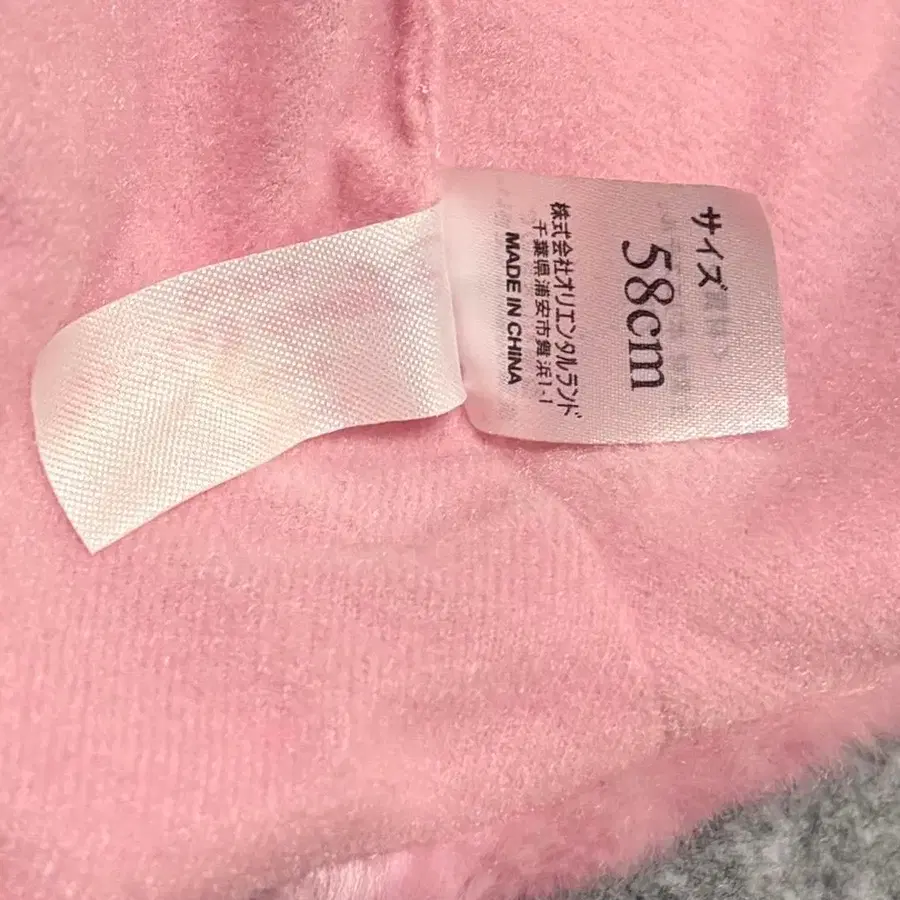 サイズ
58cm
株式会社オリエンタルランド
千葉県浦安市舞浜1-1
MADE IN CHINA